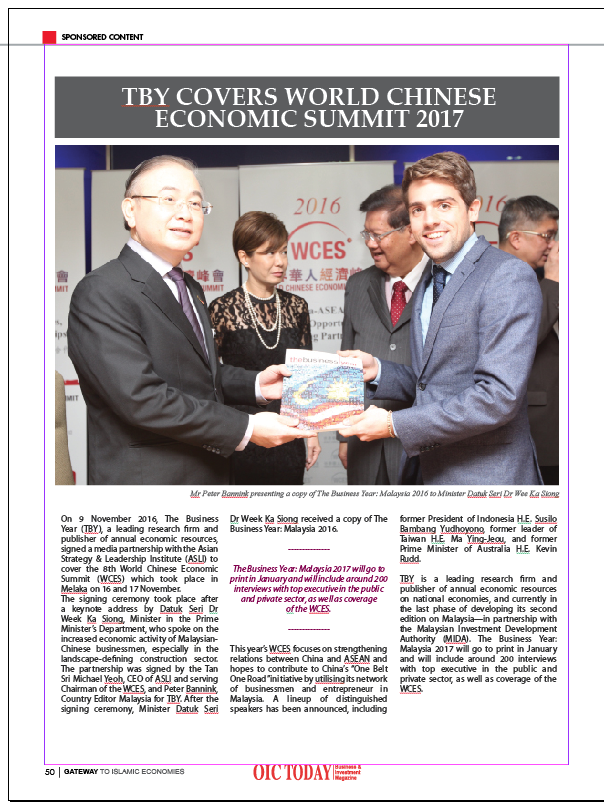 SPONSORED CONTENT
TBY COVERS WORLD CHINESE
ECONOMIC SUMMIT 2017
2016
WCES
thebusinessyear
Mr Peter Bannink presenting a copy of The Business Year: Malaysia 2016 to Minister Datuk Seri Dr Wee Ka Siong
On 9 November 2016, The Business
Year (TBY), a leading research firm and
publisher of annual economic resources,
signed a media partnership with the Asian
Strategy & Leadership Institute (ASLI) to
cover the 8th World Chinese Economic
Summit (WCES) which took place in
Melaka on 16 and 17 November.
The signing ceremony took place after
a keynote address by Datuk Seri Dr
Week Ka Siong, Minister in the Prime
Minister's Department, who spoke on the
increased economic activity of Malaysian-
Chinese businessmen, especially in the
landscape-defining construction sector.
The partnership was signed by the Tan
Sri Michael Yeoh, CEO of ASLI and serving
Chairman of the WCES, and Peter Bannink,
Country Editor Malaysia for TBY. After the
signing ceremony, Minister Datuk Seri
Dr Week Ka Siong received a copy of The
Business Year: Malaysia 2016.
--------------
The Business Year: Malaysia 2017 will go to
print in January and will include around 200
interviews with top executive in the public
and private sector, as well as coverage
of the WCES.
--------------
This year's WCES focuses on strengthening
relations between China and ASEAN and
hopes to contribute to China's "One Belt
One Road "initiative by utilising its network
of businessmen and entrepreneur in
Malaysia. A lineup of distinguished
speakers has been announced, including
former President of Indonesia H.E. Susilo
Bambang Yudhoyono, former leader of
Taiwan H.E. Ma Ying-Jeou, and former
Prime Minister of Australia H.E. Kevin
Rudd.
TBY is a leading research firm and
publisher of annual economic resources
on national economies, and currently in
the last phase of developing its second
edition on Malaysia—in partnership with
the Malaysian Investment Development
Authority (MIDA). The Business Year:
Malaysia 2017 will go to print in January
and will include around 200 interviews
with top executive in the public and
private sector, as well as serving of the
WCES.
50 | GATEWAY TO ISLAMIC ECONOMIES
OIC TODAY
Business &
Investment
Magazine